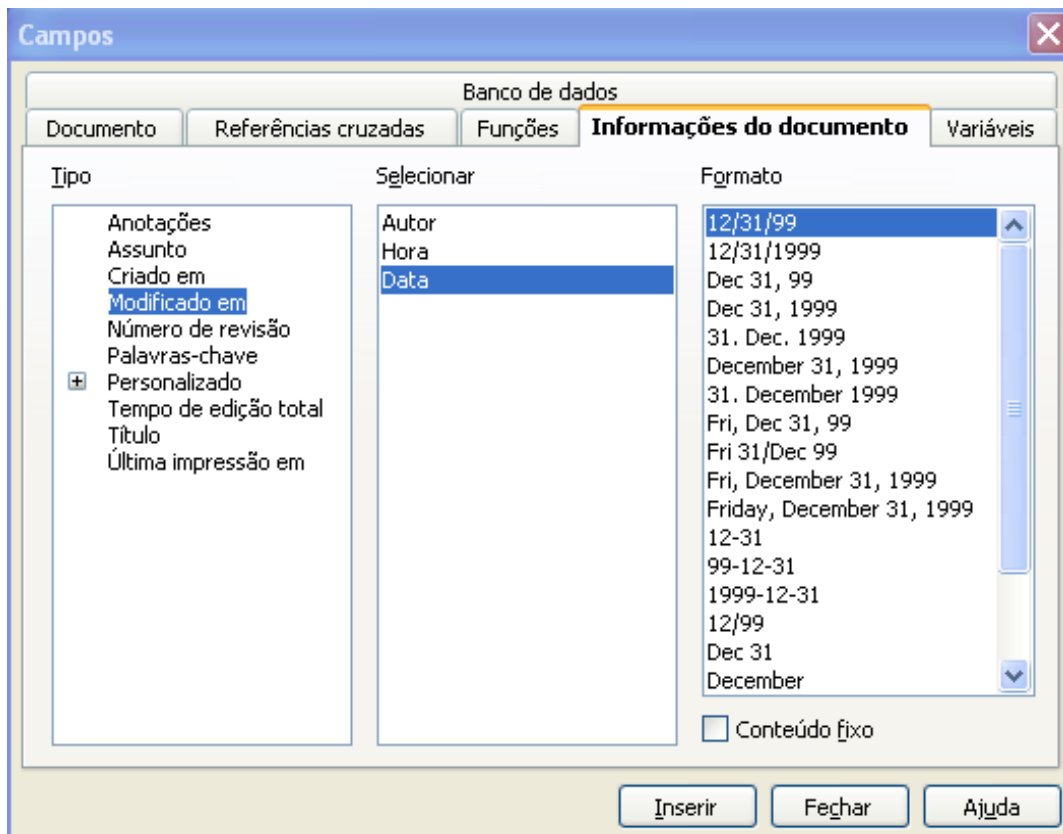 Campos
Banco de dados
Documento
Referências cruzadas
Funções
Informações do documento
Variáveis
Tipo
Anotações
Assunto
Criado em
Modificado em
Número de revisão
Palavras-chave
Personalizado
Tempo de edição total
Título
Última impressão em
Selecionar
Autor
Hora
Data
Formato
12/31/99
12/31/1999
Dec 31, 99
Dec 31, 1999
31. Dec. 1999
December 31, 1999
31. December 1999
Fri, Dec 31, 99
Fri 31/Dec 99
Fri, December 31, 1999
Friday, December 31, 1999
12-31
99-12-31
1999-12-31
12/99
Dec 31
December
Conteúdo fixo
Inserir
Fechar
Ajuda